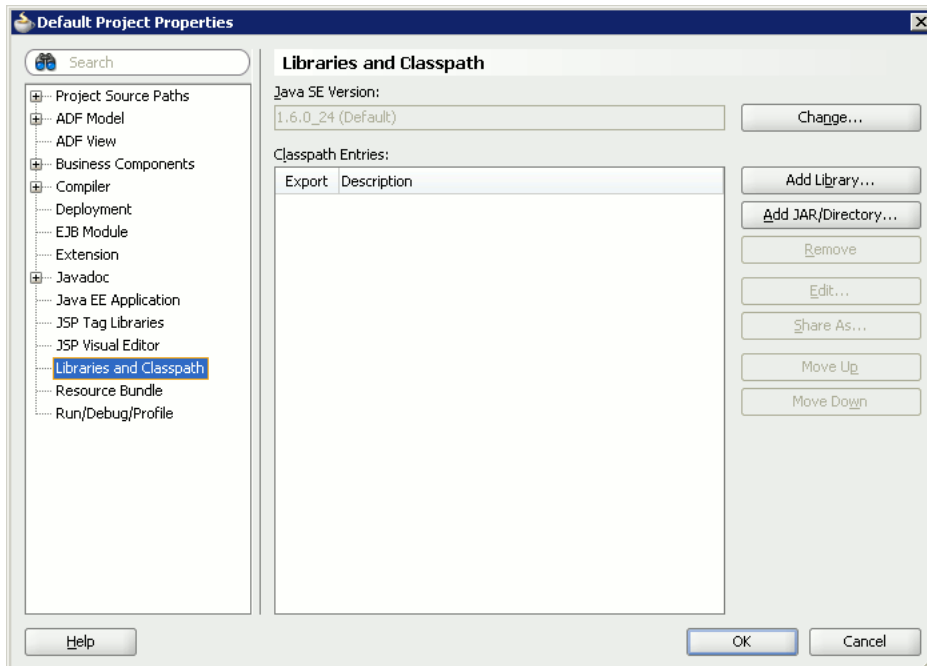 Default Project Properties
Search
Project Source Paths
ADF Model
ADF View
Business Components
Compiler
Deployment
EJB Module
Extension
Javadoc
Java EE Application
JSP Tag Libraries
JSP Visual Editor
Libraries and Classpath
Resource Bundle
Run/Debug/Profile
Libraries and Classpath
Java SE Version:
1.6.0_24 (Default)
Change...
Classpath Entries:
Export Description
Add Library...
Add JAR/Directory...
Remove
Edit...
Share As...
Move Up
Move Down
Help
OK
Cancel